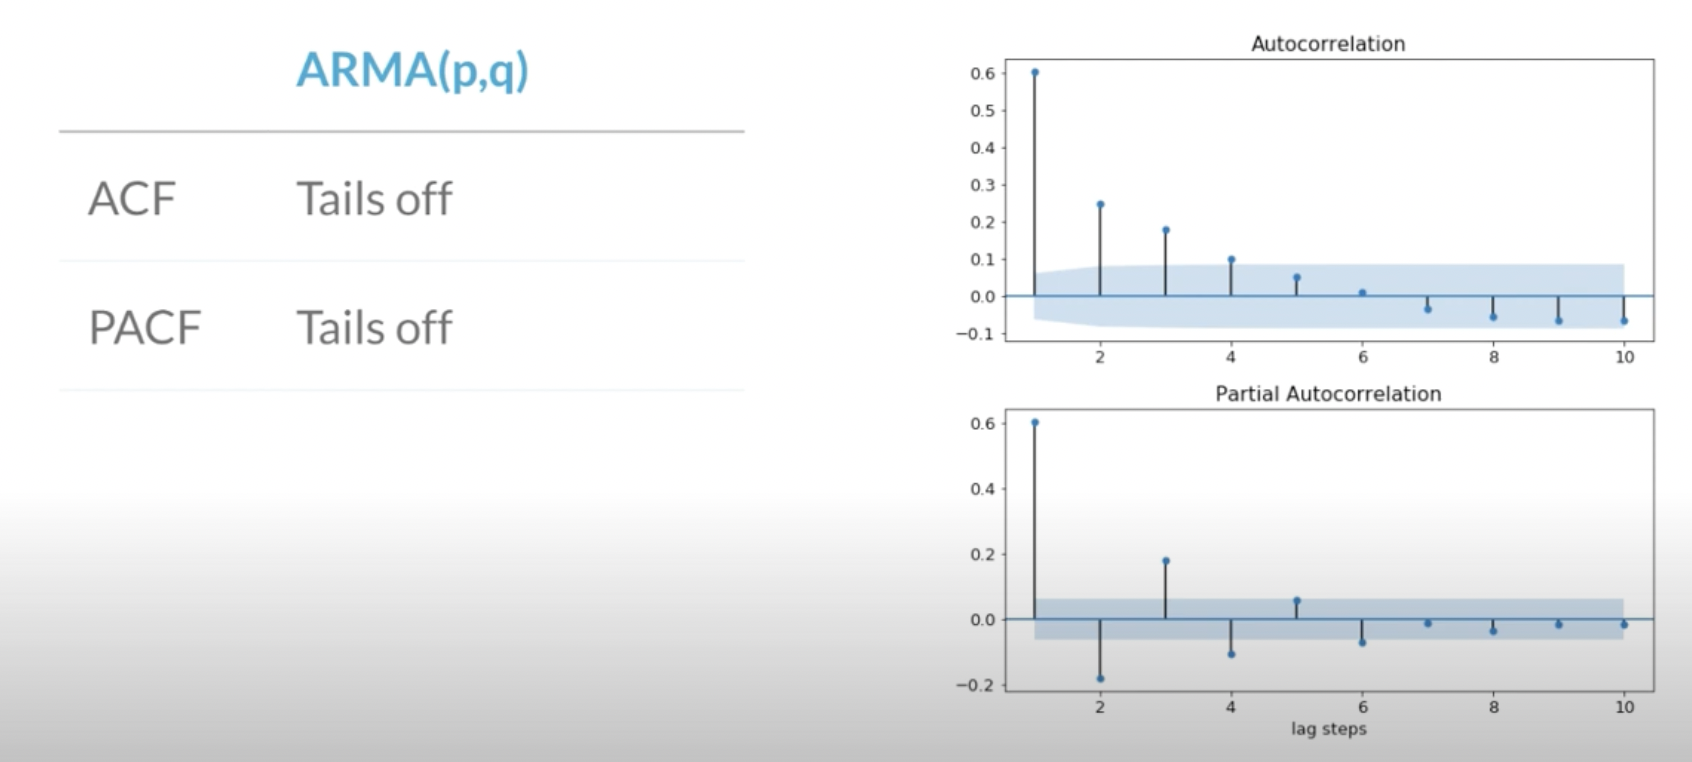 ARMA(p,q)
ACF Tails off
PACF Tails off
Autocorrelation
0.6
0.5
0.4
0.3
0.2
0.1
0.0
−0.1
2 4 6 8 10
Partial Autocorrelation
0.6
0.4
0.2
0.0
−0.2
2 4 6 8 10
lag steps